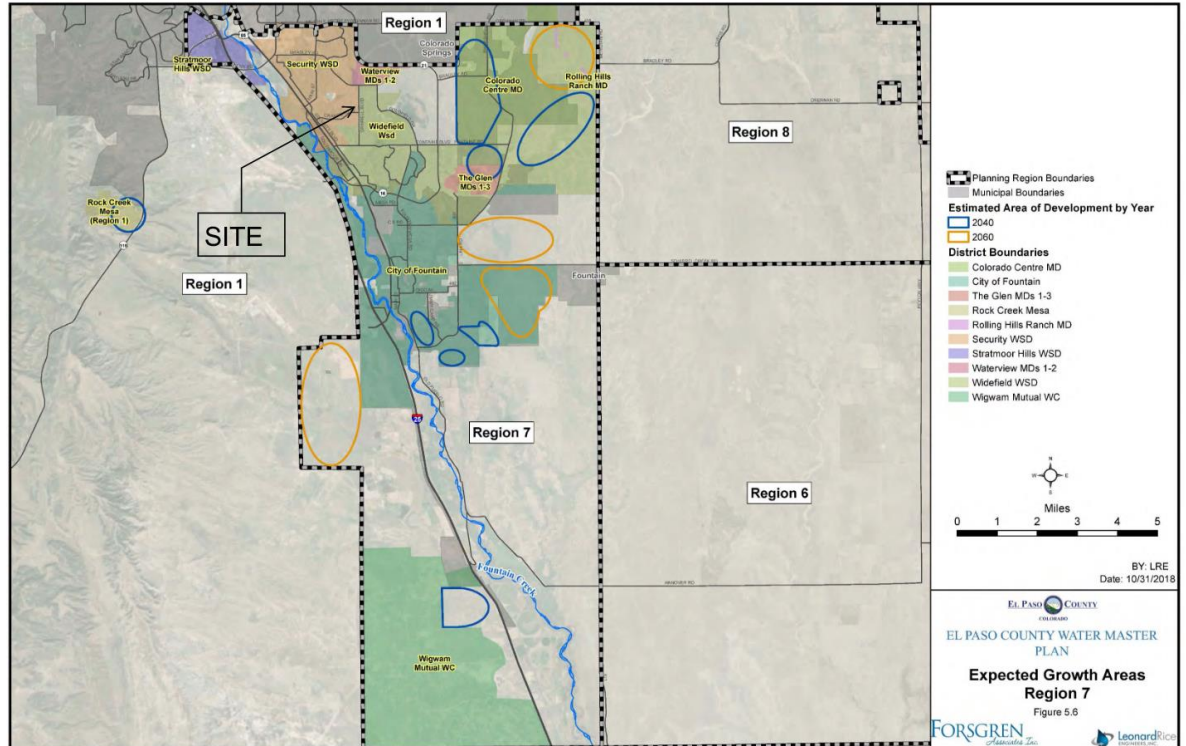 Region 1
Colorado
Springs
Stratmoor
Hills WSD
Security WSD
Waterview
MDs 1-2
Colorado
Centre MD
Rolling Hills
Ranch MD
BRADLEY RD
Widefield
Wsd
Region 8
The Glen
MDs 1-3
Rock Creek
Mesa
(Region 1)
SITE
Region 1
City of Fountain
Fountain
25
Region 7
Region 6
Fountain Creek
HANOVER RD
Wigwam
Mutual WC
Planning Region Boundaries
Municipal Boundaries
Estimated Area of Development by Year
2040
2060
District Boundaries
Colorado Centre MD
City of Fountain
The Glen MDs 1-3
Rock Creek Mesa
Rolling Hills Ranch MD
Security WSD
Stratmoor Hills WSD
Waterview MDs 1-2
Widefield WSD
Wigwam Mutual WC
N
W E
S
Miles
0 1 2 3 4 5
BY: LRE
Date: 10/31/2018
EL PASO COUNTY
COLORADO
EL PASO COUNTY WATER MASTER
PLAN
Expected Growth Areas
Region 7
Figure 5.6
FORSGREN
Associates Inc.
LeonardRice
ENGINEERS, INC.